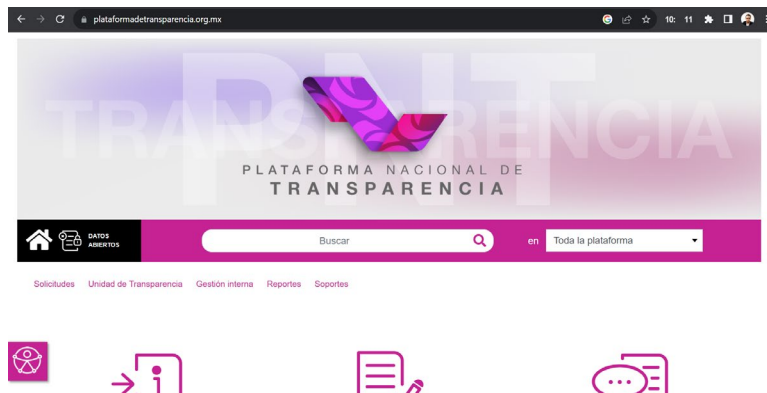 plataformadetransparencia.org.mx
10: 11
PNT
TRANSPARENCIA
PLATAFORMA NACIONAL DE
TRANSPARENCIA
DATOS
ABIERTOS
Buscar
en
Toda la plataforma
Solicitudes Unidad de Transparencia Gestión interna Reportes Soportes